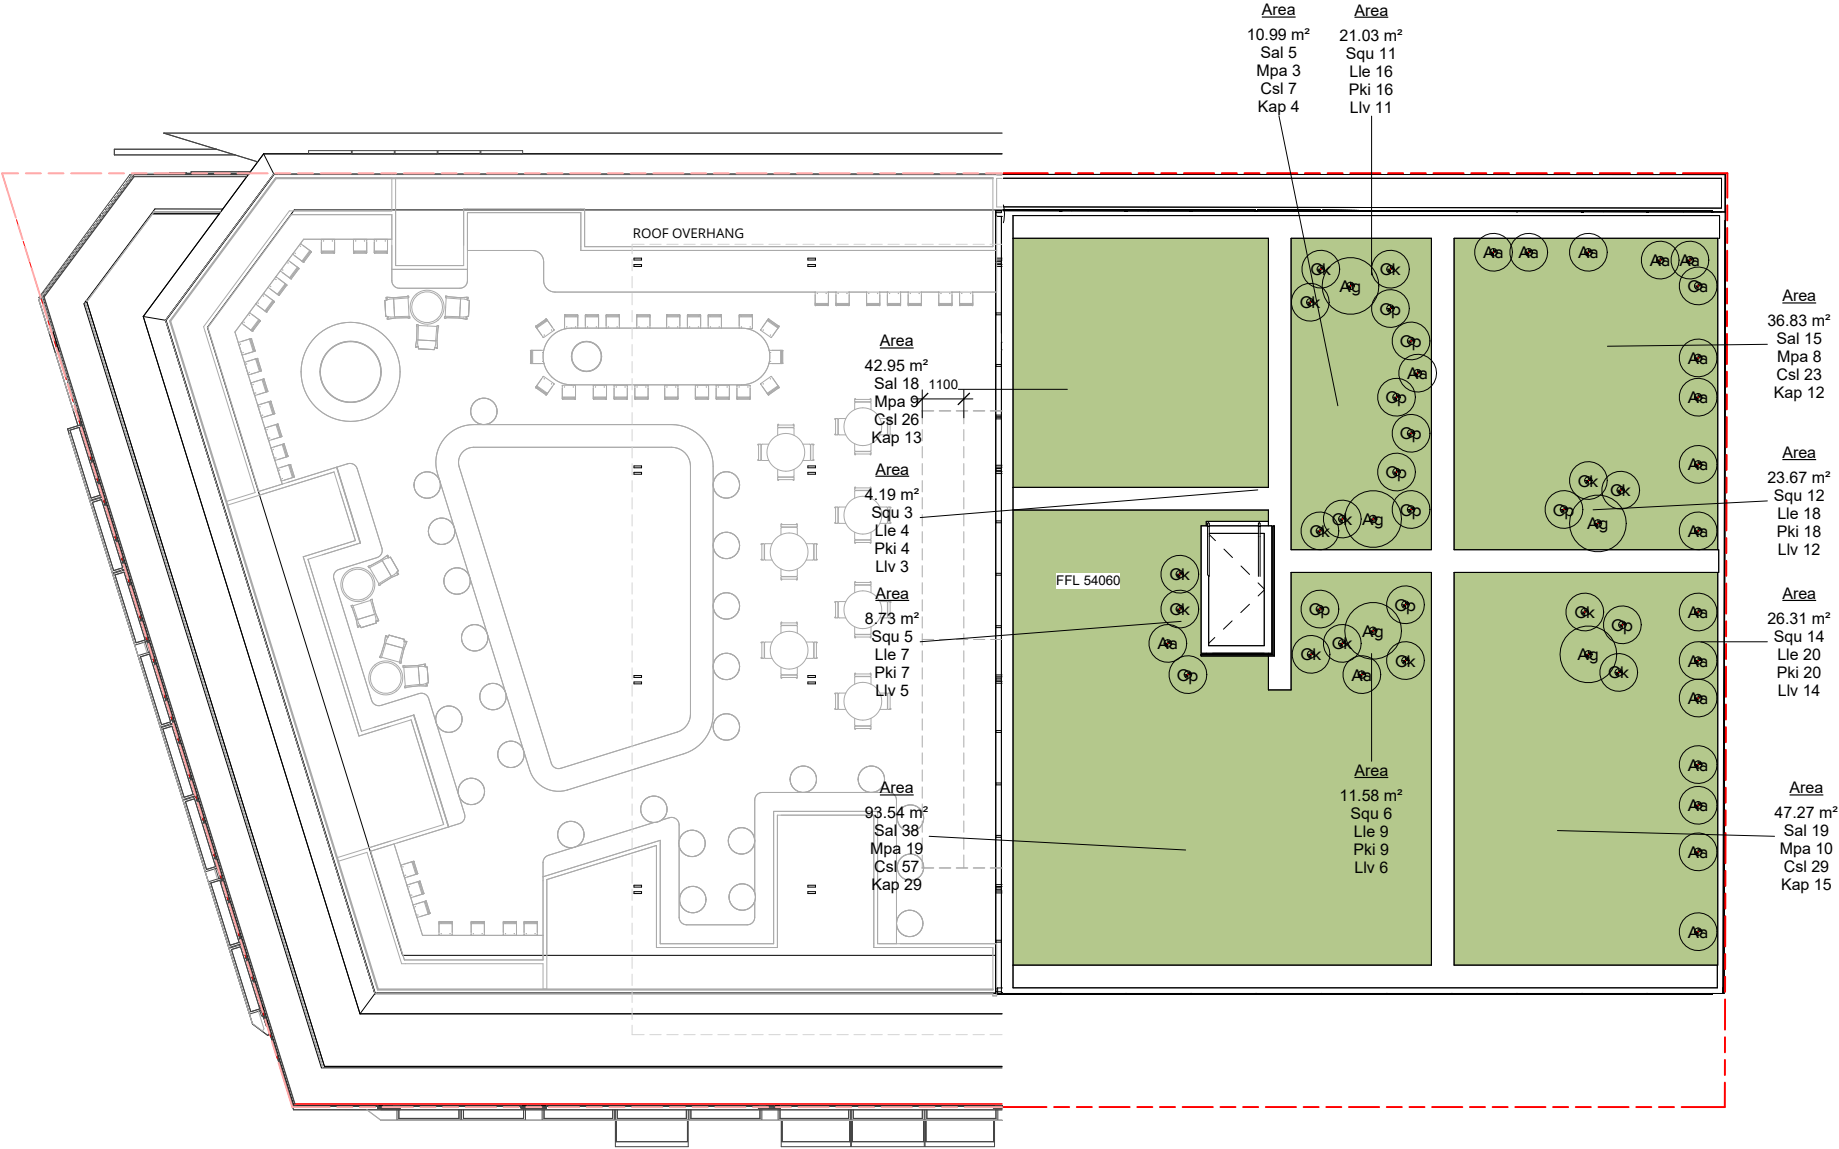 Area
10.99 m²
Sal 5
Mpa 3
Csl 7
Kap 4
Area
21.03 m²
Squ 11
Lle 16
Pki 16
Llv 11
ROOF OVERHANG
Area
42.95 m²
Sal 18
Mpa 9
Csl 26
Kap 13
1100
Area
4.19 m²
Squ 3
Lle 4
Pki 4
Llv 3
Area
8.73 m²
Squ 5
Lle 7
Pki 7
Llv 5
Area
93.54 m²
Sal 38
Mpa 19
Csl 57
Kap 29
FFL 54060
Area
11.58 m²
Squ 6
Lle 9
Pki 9
Llv 6
Area
36.83 m²
Sal 15
Mpa 8
Csl 23
Kap 12
Area
23.67 m²
Squ 12
Lle 18
Pki 18
Llv 12
Area
26.31 m²
Squ 14
Lle 20
Pki 20
Llv 14
Area
47.27 m²
Sal 19
Mpa 10
Csl 29
Kap 15